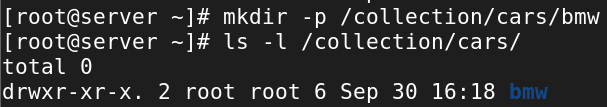 [root@server ~]# mkdir -p /collection/cars/bmw
[root@server ~]# ls -l /collection/cars/
total 0
drwxr-xr-x. 2 root root 6 Sep 30 16:18 bmw